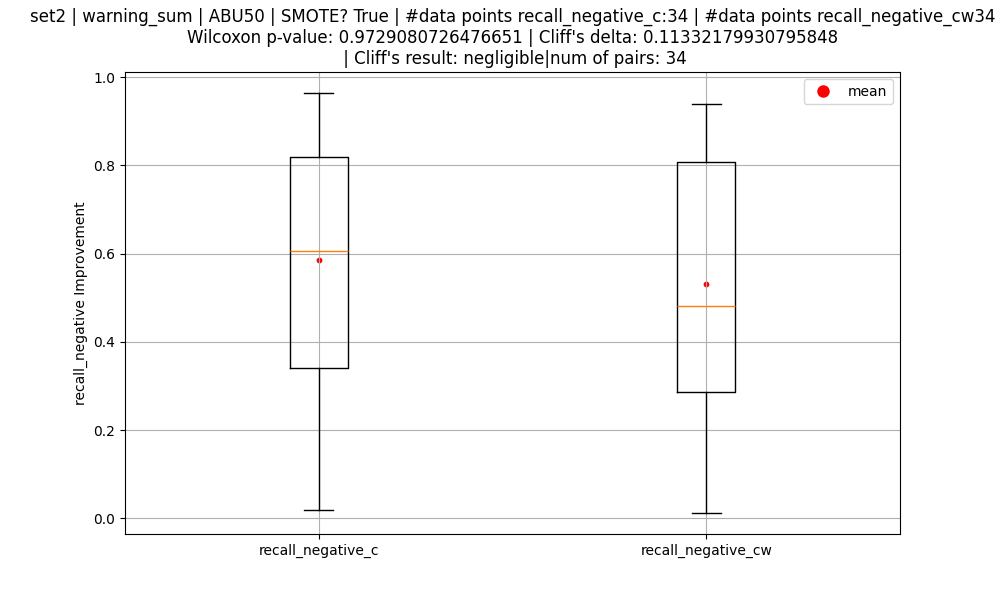 set2 | warning_sum | ABU50 | SMOTE? True | #data points recall_negative_c:34 | #data points recall_negative_cw34
Wilcoxon p-value: 0.9729080726476651 | Cliff's delta: 0.11332179930795848
| Cliff's result: negligible|num of pairs: 34
mean
1.0
0.8
0.6
0.4
0.2
0.0
recall_negative Improvement
recall_negative_c
recall_negative_cw